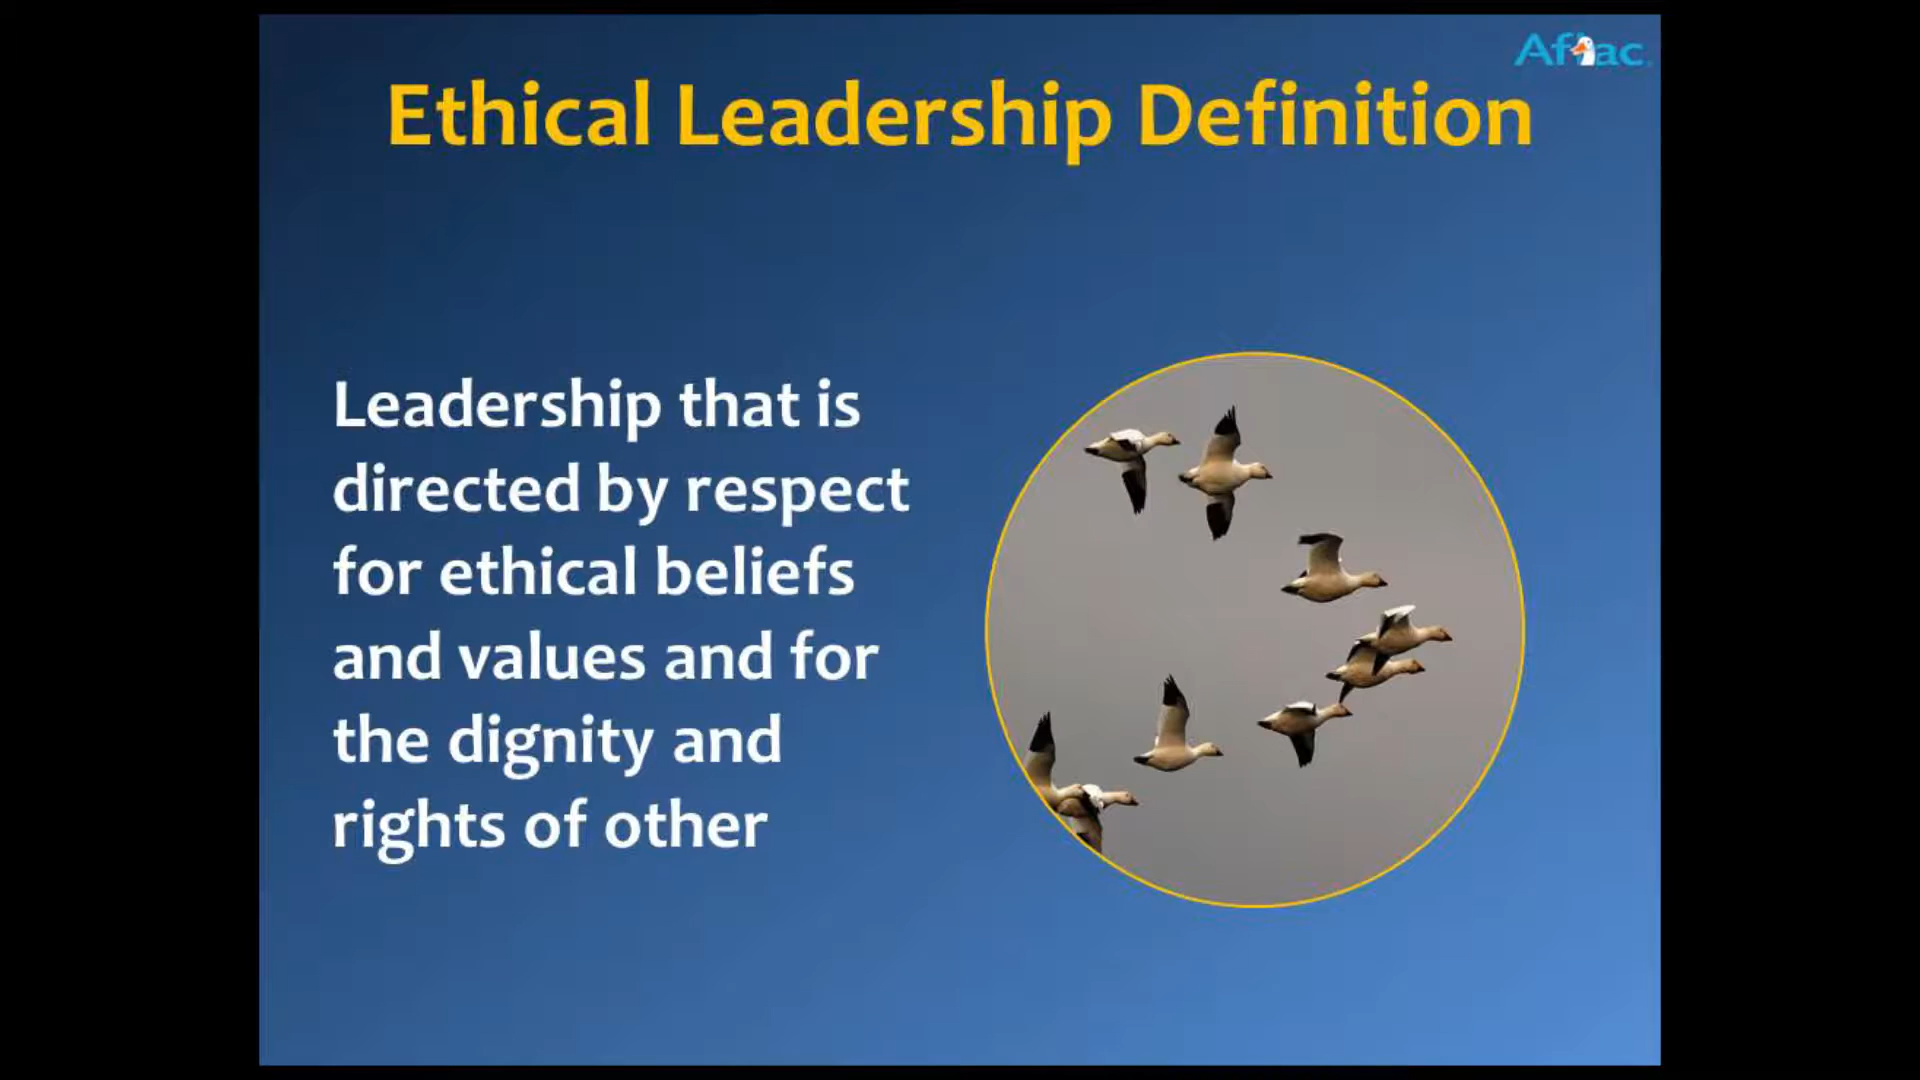 Aflac
Ethical Leadership Definition
Leadership that is
directed by respect
for ethical beliefs
and values and for
the dignity and
rights of other